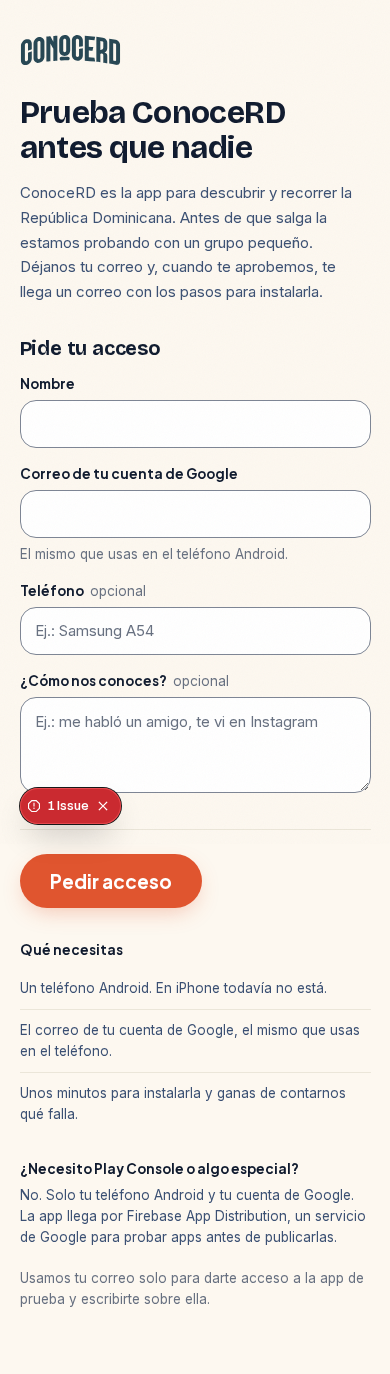 CONOCERD
Prueba ConoceRD
antes que nadie
ConoceRD es la app para descubrir y recorrer la
República Dominicana. Antes de que salga la
estamos probando con un grupo pequeño.
Déjanos tu correo y, cuando te aprobemos, te
llega un correo con los pasos para instalarla.
Pide tu acceso
Nombre
Correo de tu cuenta de Google
El mismo que usas en el teléfono Android.
Teléfono opcional
Ej.: Samsung A54
¿Cómo nos conoces? opcional
Ej.: me habló un amigo, te vi en Instagram
1 Issue
Pedir acceso
Qué necesitas
Un teléfono Android. En iPhone todavía no está.
El correo de tu cuenta de Google, el mismo que usas
en el teléfono.
Unos minutos para instalarla y ganas de contarnos
qué falla.
¿Necesito Play Console o algo especial?
No. Solo tu teléfono Android y tu cuenta de Google.
La app llega por Firebase App Distribution, un servicio
de Google para probar apps antes de publicarlas.
Usamos tu correo solo para darte acceso a la app de
prueba y escribirte sobre ella.